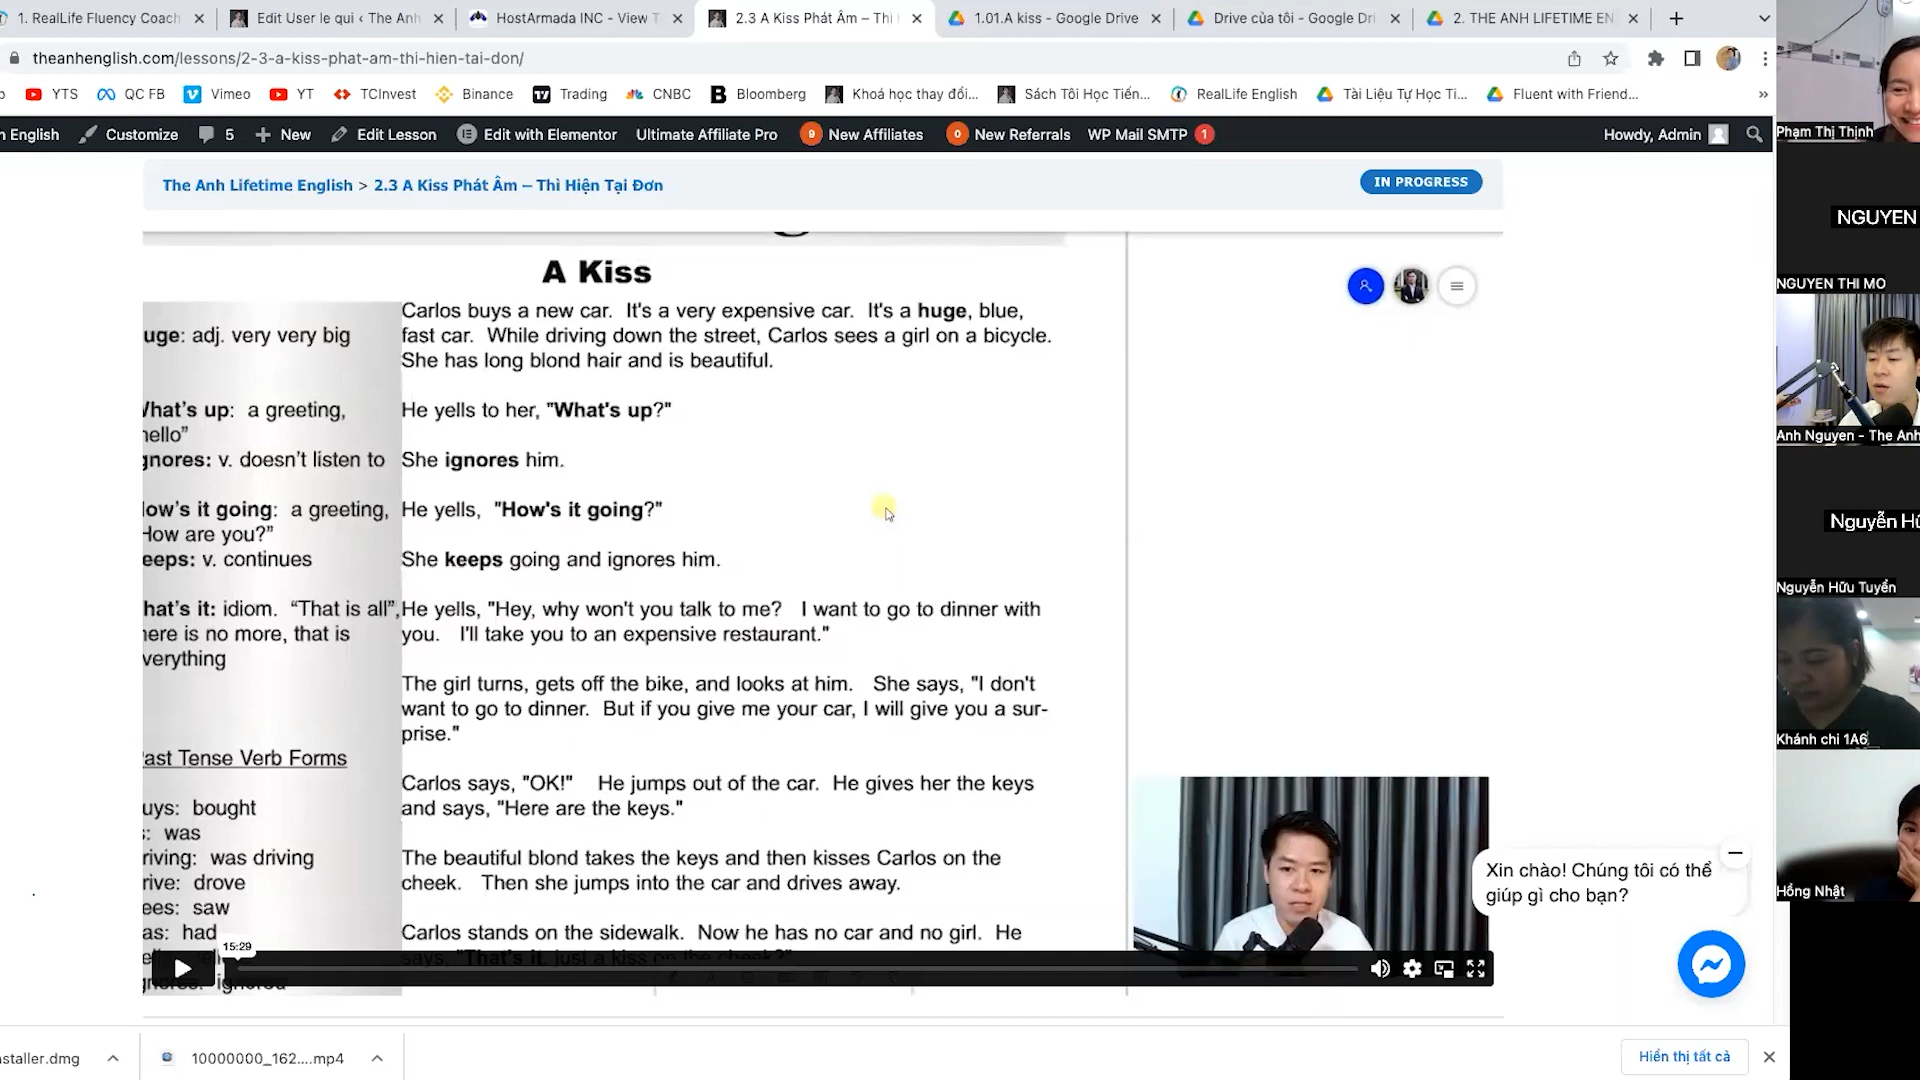 1. RealLife Fluency Coach
Edit User le qui ‹ The Anh
HostArmada INC - View T
2.3 A Kiss Phát Âm – Thì
1.01.A kiss - Google Drive
Drive của tôi - Google Dri
2. THE ANH LIFETIME EN
theanhenglish.com/lessons/2-3-a-kiss-phat-am-thi-hien-tai-don/
YTS
QC FB
Vimeo
YT
TCInvest
Binance
Trading
CNBC
Bloomberg
Khoá học thay đổi...
Sách Tôi Học Tiến...
RealLife English
Tài Liệu Tự Học Ti...
Fluent with Friend...
n English
Customize
5
New
Edit Lesson
Edit with Elementor
Ultimate Affiliate Pro
9 New Affiliates
0 New Referrals
WP Mail SMTP 1
Howdy, Admin
The Anh Lifetime English > 2.3 A Kiss Phát Âm – Thì Hiện Tại Đơn
IN PROGRESS
A Kiss
Carlos buys a new car. It's a very expensive car. It's a huge, blue,
uge: adj. very very big
fast car. While driving down the street, Carlos sees a girl on a bicycle.
She has long blond hair and is beautiful.
What's up: a greeting,
He yells to her, "What's up?"
hello”
gnores: v. doesn't listen to
She ignores him.
ow's it going: a greeting,
He yells, "How's it going?"
How are you?”
eeps: v. continues
She keeps going and ignores him.
hat's it: idiom. “That is all”,
He yells, "Hey, why won't you talk to me? I want to go to dinner with
here is no more, that is
you. I'll take you to an expensive restaurant."
verything
The girl turns, gets off the bike, and looks at him. She says, "I don't
want to go to dinner. But if you give me your car, I will give you a sur-
prise."
ast Tense Verb Forms
Carlos says, "OK!" He jumps out of the car. He gives her the keys
uys: bought
and says, "Here are the keys."
s: was
riving: was driving
The beautiful blond takes the keys and then kisses Carlos on the
rive: drove
cheek. Then she jumps into the car and drives away.
ees: saw
as: had
Carlos stands on the sidewalk. Now he has no car and no girl. He
says, "That's it, just a kiss on the cheek?"
gnores: ignored
15:29
Xin chào! Chúng tôi có thể
giúp gì cho bạn?
Phạm Thị Thịnh
NGUYEN
NGUYEN THI MO
Anh Nguyen - The Anh
Nguyễn Hữ
Nguyễn Hữu Tuyển
Khánh chi 1A6
Hồng Nhật
staller.dmg
10000000_162....mp4
Hiển thị tất cả